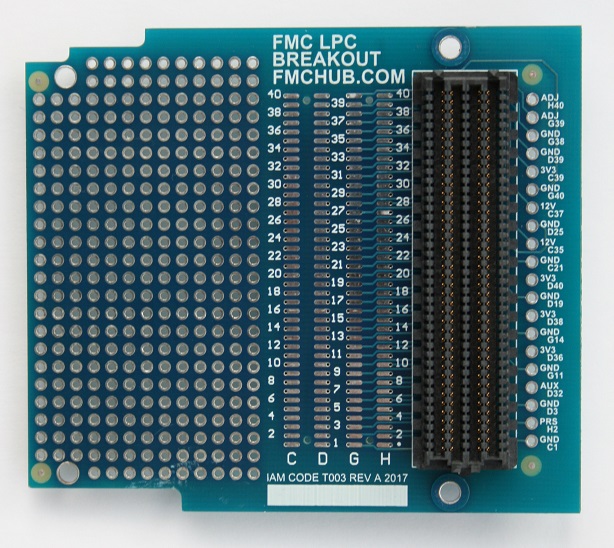 FMC LPC
BREAKOUT
FMCHUB.COM
40 39 40
38 37 38
36 35 36
34 33 34
32 31 32
30 29 30
28 27 28
26 25 26
24 23 24
22 21 22
20 19 20
18 17 18
16 15 16
14 13 14
12 11 12
10 9 10
8 7 8
6 5 6
4 3 4
2 1 2
C D G H
IAM CODE T003 REV A 2017
ADJ
H40
ADJ
G39
GND
G38
GND
D39
3V3
C39
GND
G40
12V
C37
GND
D25
12V
C35
GND
C21
3V3
D40
GND
D19
3V3
D38
GND
G14
3V3
D36
GND
G11
AUX
D32
GND
D3
PRS
H2
GND
C1